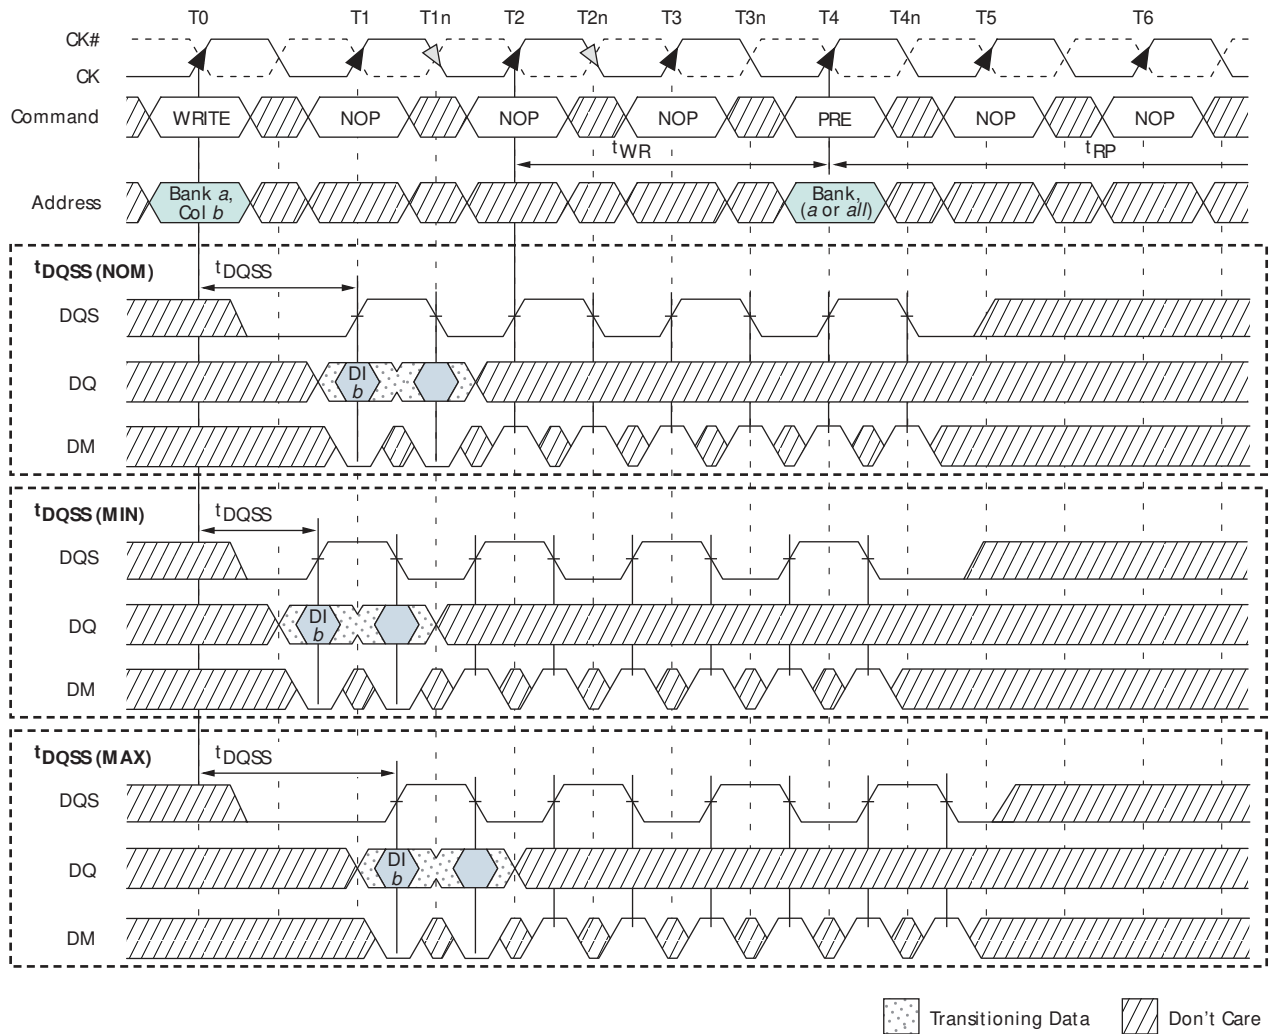 T0 T1 T1n T2 T2n T3 T3n T4 T4n T5 T6
CK#
CK
Command WRITE NOP NOP NOP PRE NOP NOP
tWR tRP
Address Bank a, Col b Bank, (a or all)
tDQSS (NOM) tDQSS
DQS
DQ DI b
DM
tDQSS (MIN) tDQSS
DQS
DQ DI b
DM
tDQSS (MAX) tDQSS
DQS
DQ DI b
DM
Transitioning Data Don't Care